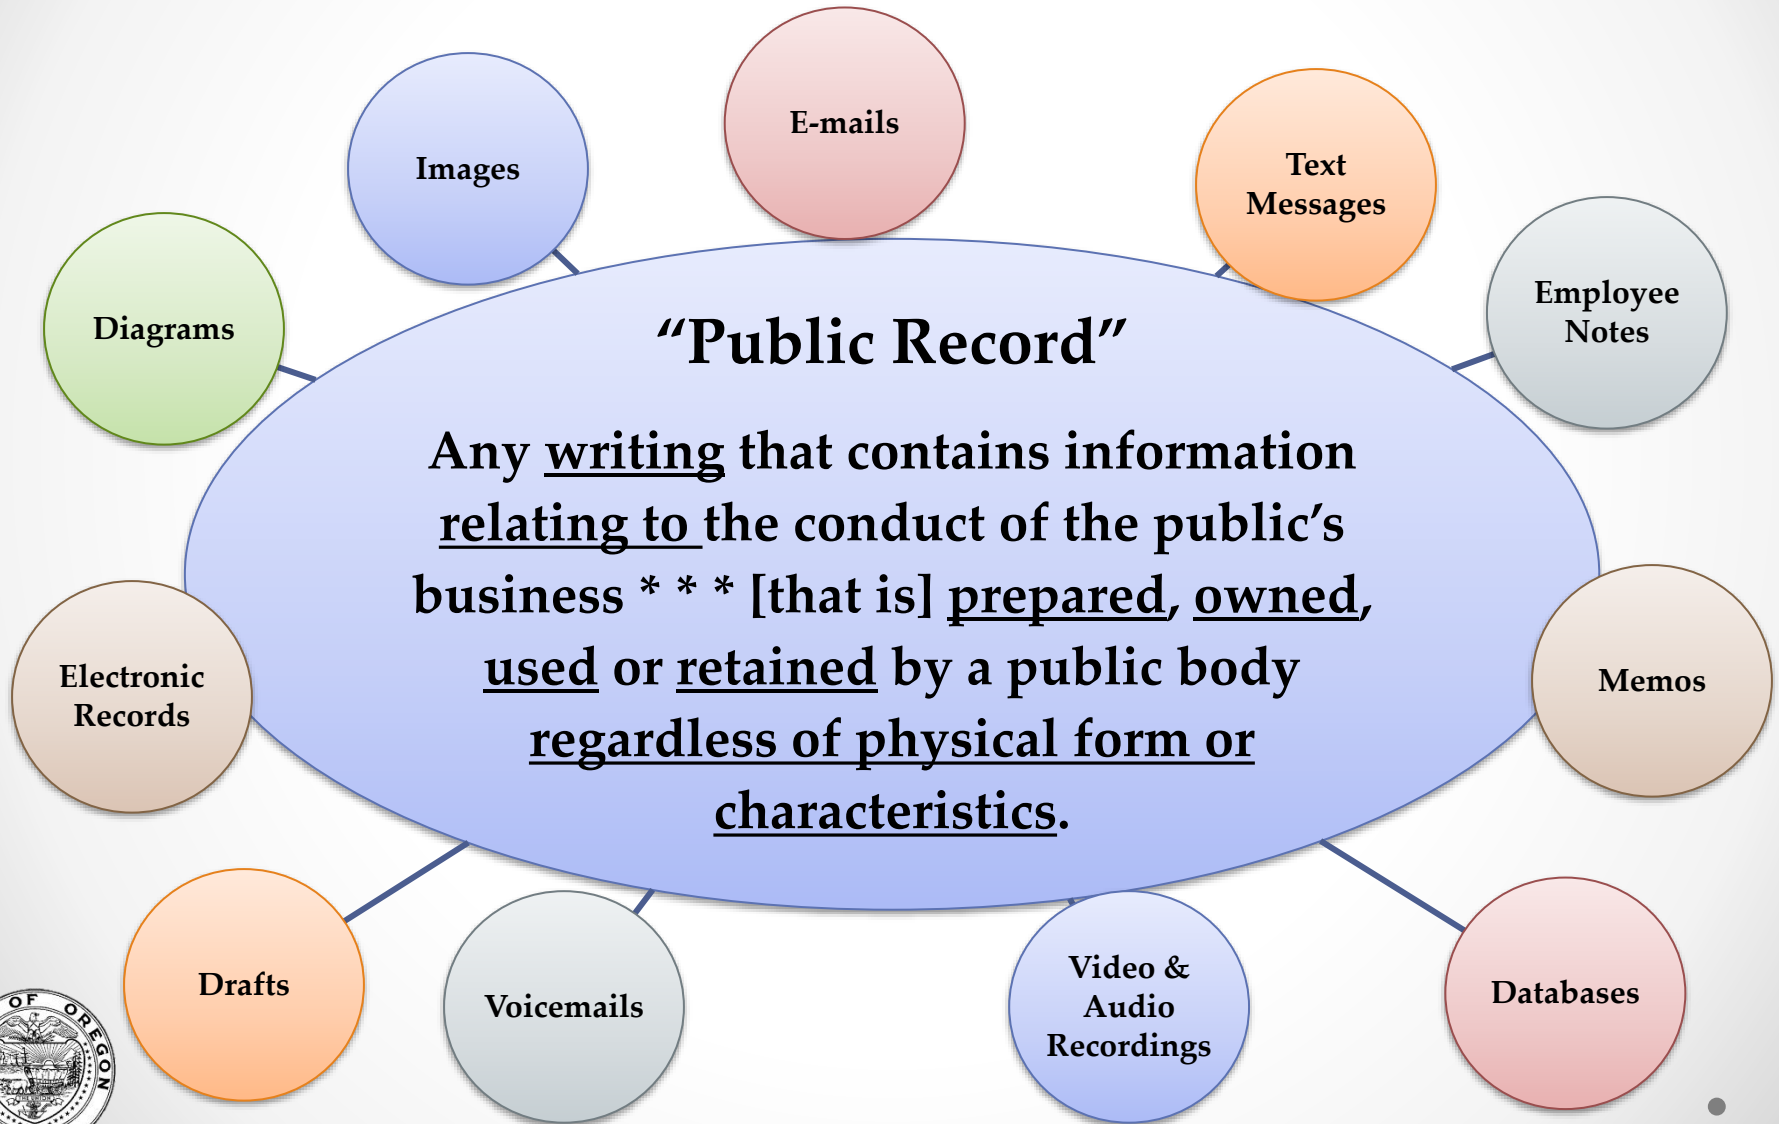 E-mails
Images
Text
Messages
Employee
Notes
Diagrams
“Public Record”
Any writing that contains information
relating to the conduct of the public’s
business * * * [that is] prepared, owned,
used or retained by a public body
regardless of physical form or
characteristics.
Electronic
Records
Memos
Drafts
Voicemails
Video &
Audio
Recordings
Databases
OF OREGON